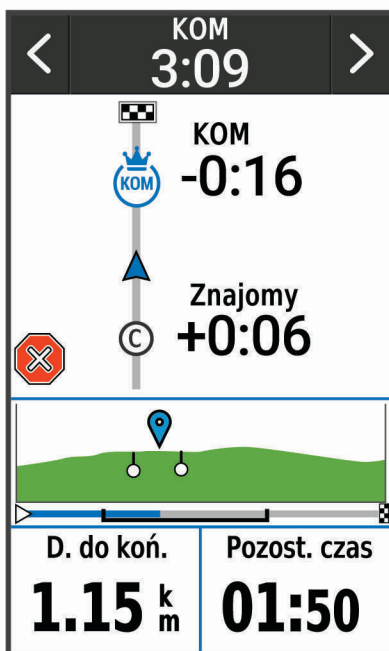 KOM
3:09
KOM
KOM
-0:16
Znajomy
C
+0:06
D. do koń.
1.15 km
Pozost. czas
01:50